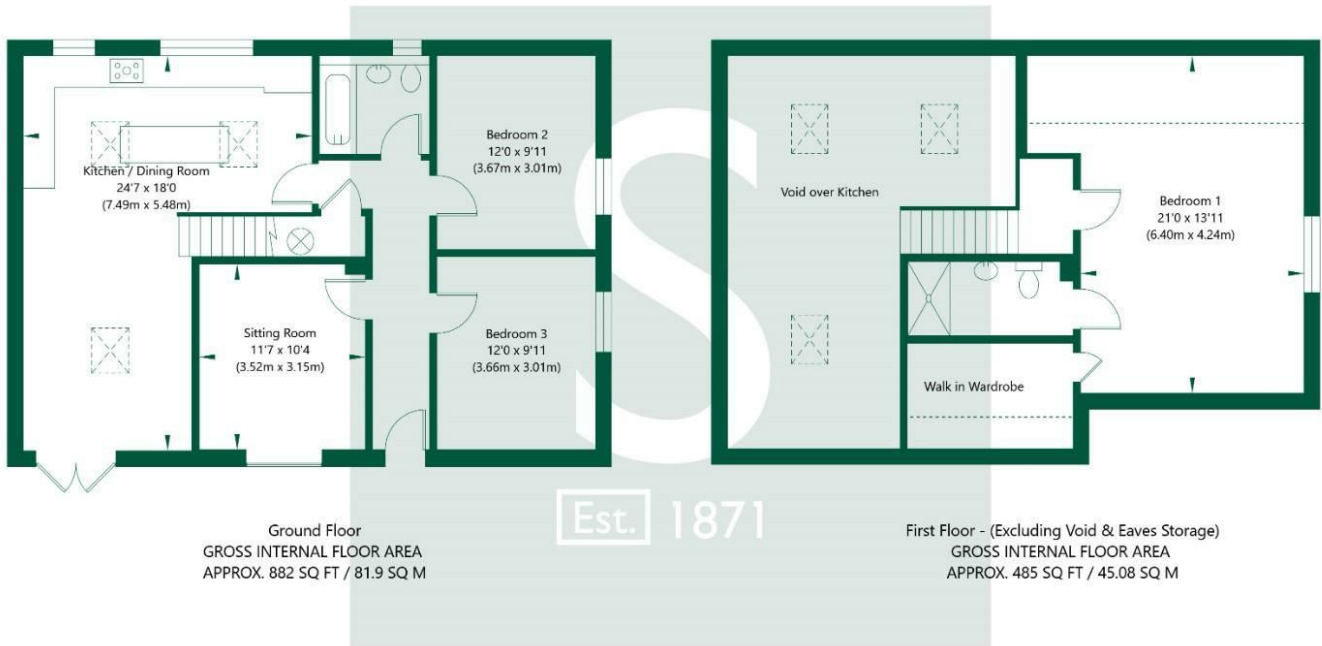 Kitchen / Dining Room
24'7 x 18'0
(7.49m x 5.48m)
Bedroom 2
12'0 x 9'11
(3.67m x 3.01m)
Sitting Room
11'7 x 10'4
(3.52m x 3.15m)
Bedroom 3
12'0 x 9'11
(3.66m x 3.01m)
Void over Kitchen
Bedroom 1
21'0 x 13'11
(6.40m x 4.24m)
Walk in Wardrobe
S
Est. 1871
Ground Floor
GROSS INTERNAL FLOOR AREA
APPROX. 882 SQ FT / 81.9 SQ M
First Floor - (Excluding Void & Eaves Storage)
GROSS INTERNAL FLOOR AREA
APPROX. 485 SQ FT / 45.08 SQ M